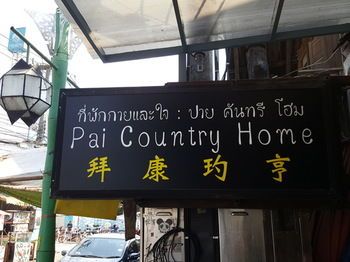 ที่พักกายและใจ : ปาย คันทรี โฮม
Pai Country Home
拜 康 玓 亨